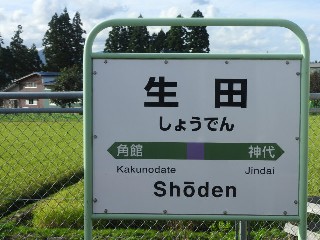 生田
しょうでん
角館 神代
Kakunodate Jindai
Shōden